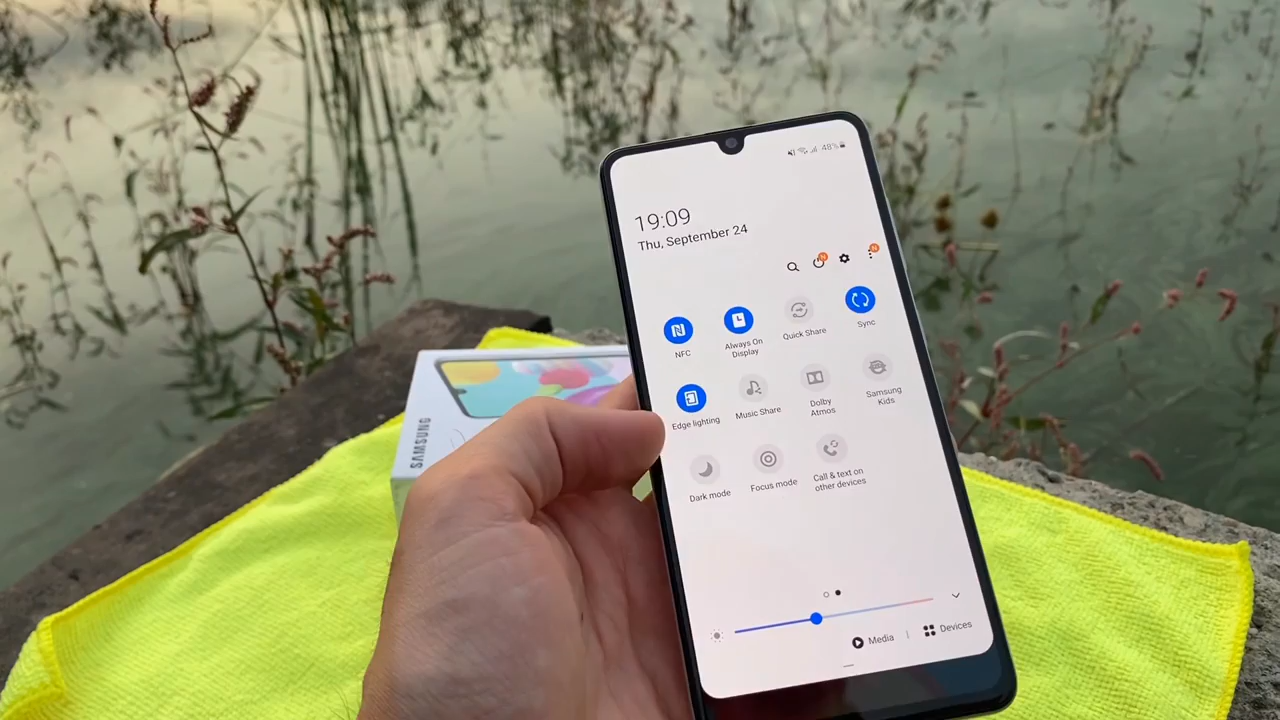 48%
19:09
Thu, September 24
N
N
NFC
Always On
Display
Quick Share
Sync
Edge lighting
Music Share
Dolby
Atmos
Samsung
Kids
Dark mode
Focus mode
Call & text on
other devices
Media | Devices
SAMSUNG